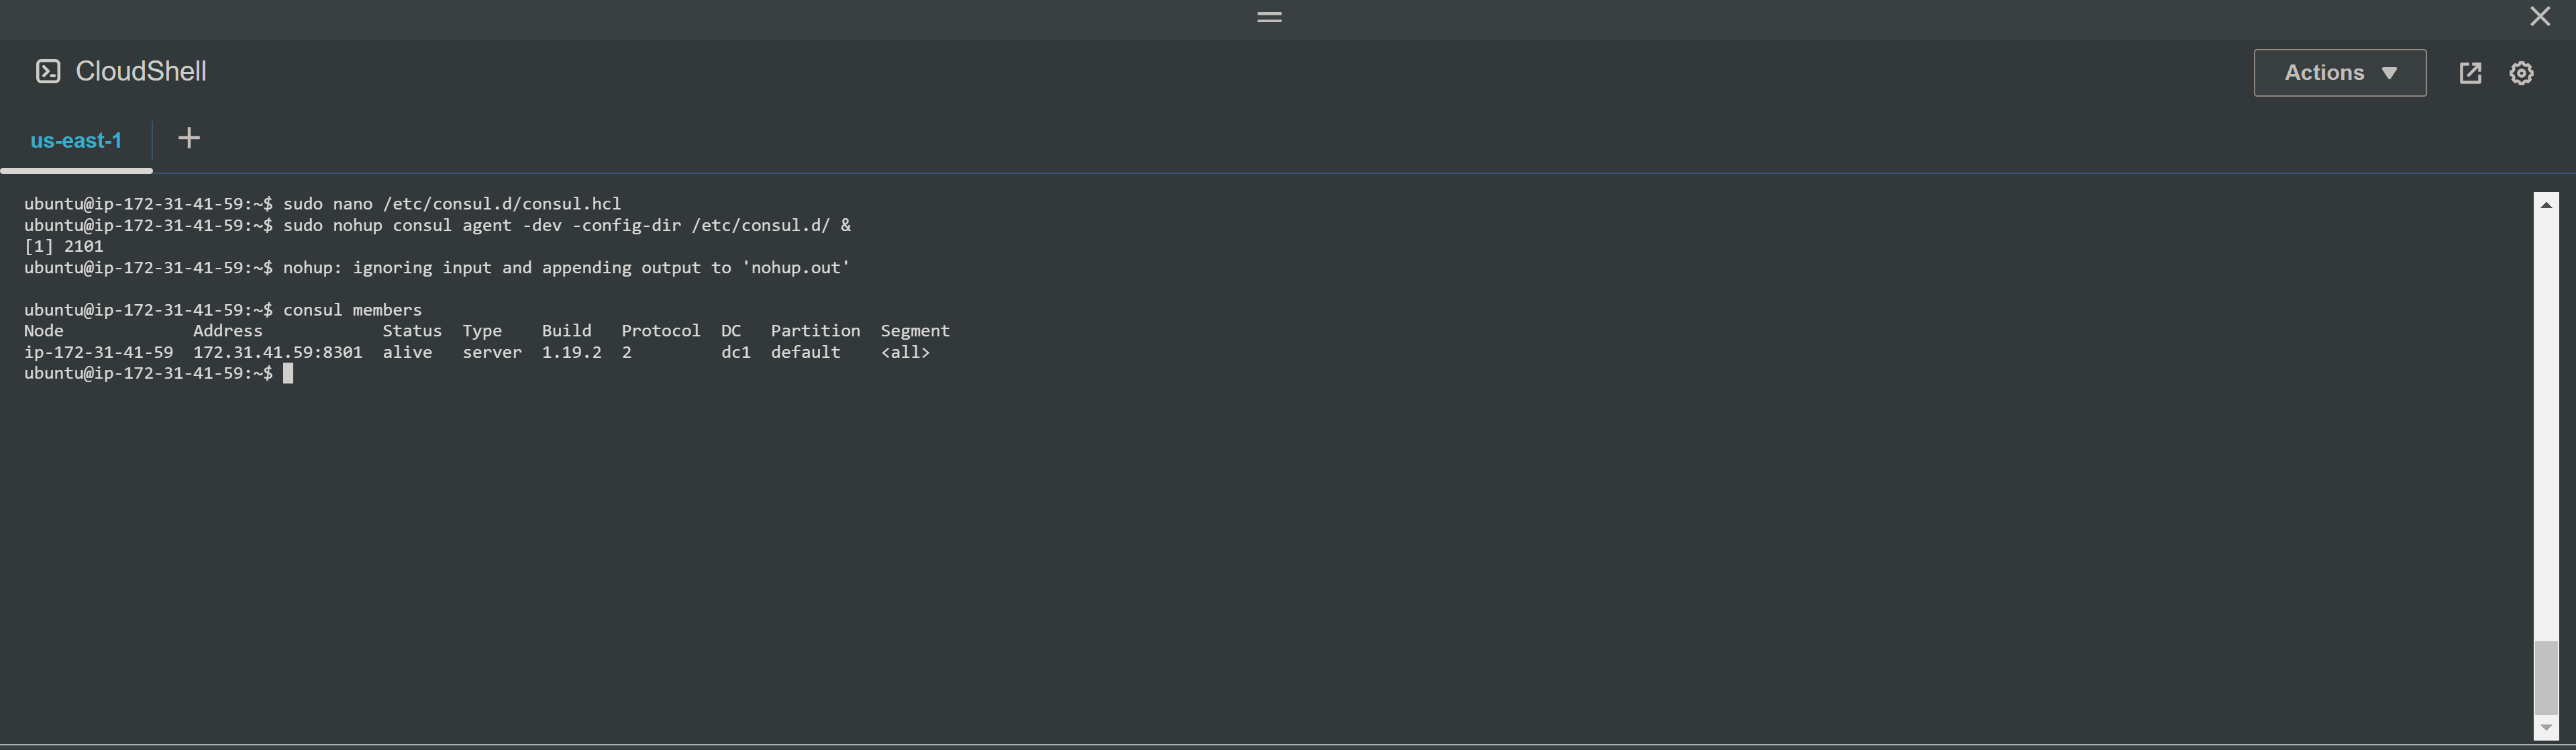 CloudShell
Actions
us-east-1
ubuntu@ip-172-31-41-59:~$ sudo nano /etc/consul.d/consul.hcl
ubuntu@ip-172-31-41-59:~$ sudo nohup consul agent -dev -config-dir /etc/consul.d/ &
[1] 2101
ubuntu@ip-172-31-41-59:~$ nohup: ignoring input and appending output to 'nohup.out'
ubuntu@ip-172-31-41-59:~$ consul members
Node Address Status Type Build Protocol DC Partition Segment
ip-172-31-41-59 172.31.41.59:8301 alive server 1.19.2 2 dc1 default <all>
ubuntu@ip-172-31-41-59:~$